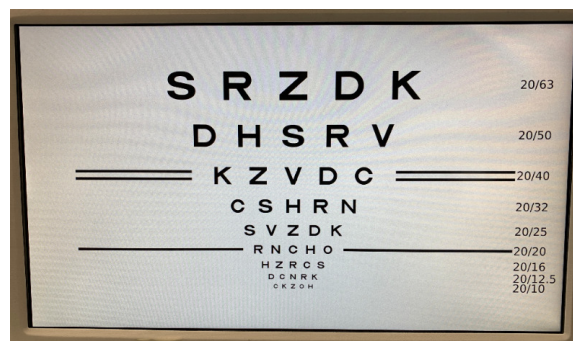 S R Z D K 20/63
D H S R V 20/50
K Z V D C 20/40
C S H R N 20/32
S V Z D K 20/25
R N C H O 20/20
H Z R C S 20/16
D C N R K 20/12.5
C K Z O H 20/10